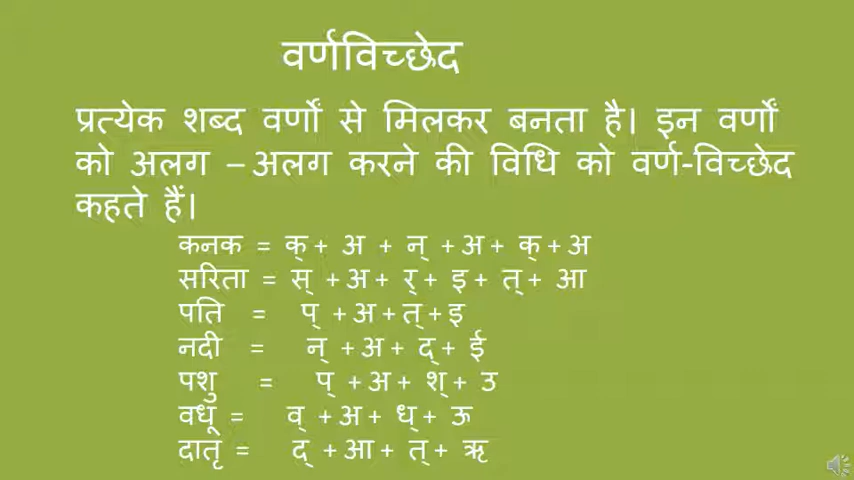 वर्णविच्छेद
प्रत्येक शब्द वर्णों से मिलकर बनता है। इन वर्णों
को अलग –अलग करने की विधि को वर्ण-विच्छेद
कहते हैं।
कनक = क्+ अ + न् +अ+ क्+अ
सरिता = स् +अ+ र्+ इ+ त्+ आ
पति = प् +अ+त्+इ
नदी = न् +अ+ द्+ ई
पशु = प् +अ+ श्+ उ
वधू = व् +अ+ ध्+ ऊ
दातृ = द् +आ+ त्+ ऋ